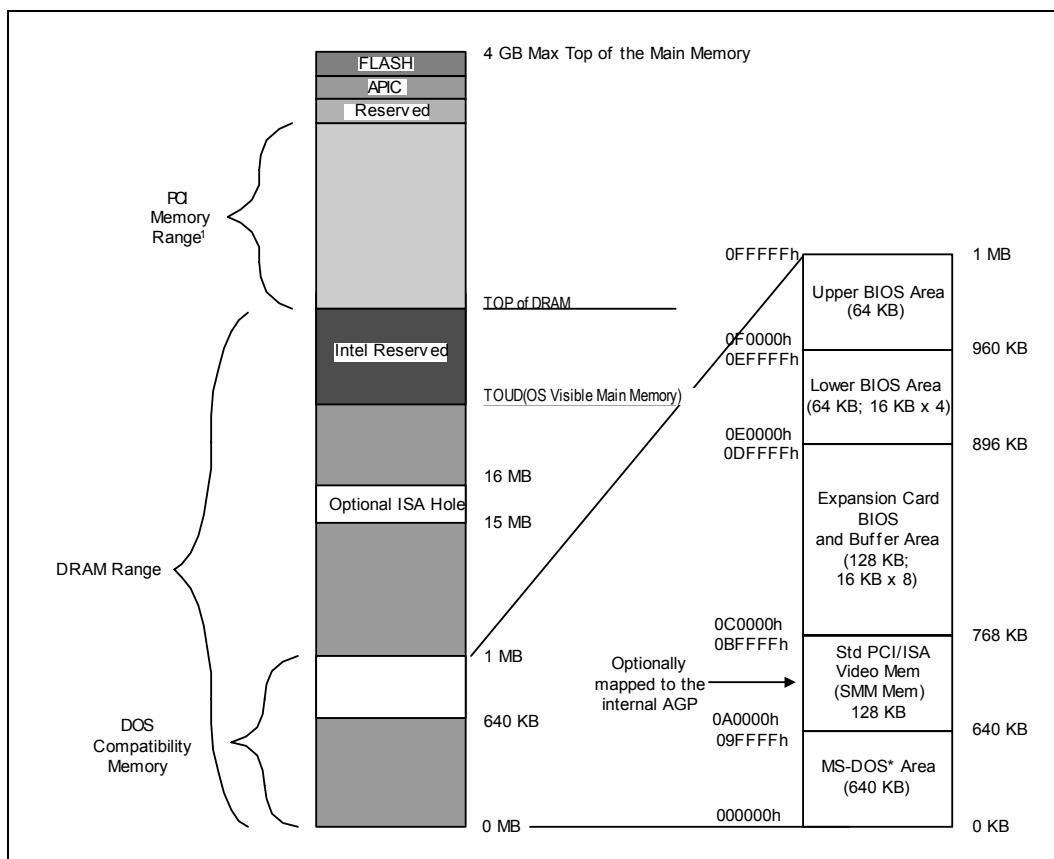 4 GB Max Top of the Main Memory
FLASH
APIC
Reserved
PCI
Memory
Range1
TOP of DRAM
Intel Reserved
TOUD(OS Visible Main Memory)
16 MB
Optional ISA Hole
15 MB
DRAM Range
1 MB
640 KB
DOS
Compatibility
Memory
0 MB
0FFFFFh
1 MB
Upper BIOS Area
(64 KB)
0F0000h
960 KB
0EFFFFh
Lower BIOS Area
(64 KB; 16 KB x 4)
0E0000h
896 KB
0DFFFFh
Expansion Card
BIOS
and Buffer Area
(128 KB;
16 KB x 8)
0C0000h
768 KB
0BFFFFh
Std PCI/ISA
Video Mem
(SMM Mem)
128 KB
Optionally
mapped to the
internal AGP
0A0000h
640 KB
09FFFFh
MS-DOS* Area
(640 KB)
000000h
0 KB